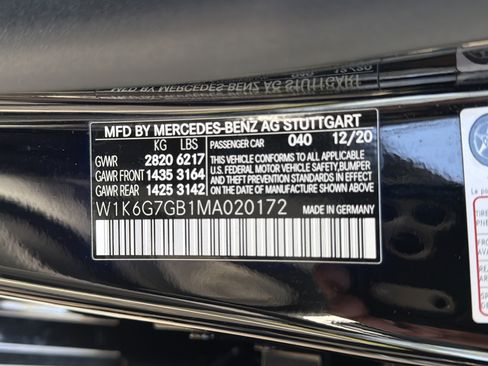 MFD BY MERCEDES-BENZ AG STUTTGART
KG LBS PASSENGER CAR 040 12/20
GVWR 2820 6217 THIS VEHICLE CONFORMS TO ALL APPLICABLE
GAWR FRONT 1435 3164 U.S. FEDERAL MOTOR VEHICLE SAFETY,BUMPER
GAWR REAR 1425 3142 AND THEFT PREVENTION STANDARDS IN EFFECT
ON THE DATE OF MANUFACTURE SHOWN ABOVE.
W1K6G7GB1MA020172 MADE IN GERMANY
Le po